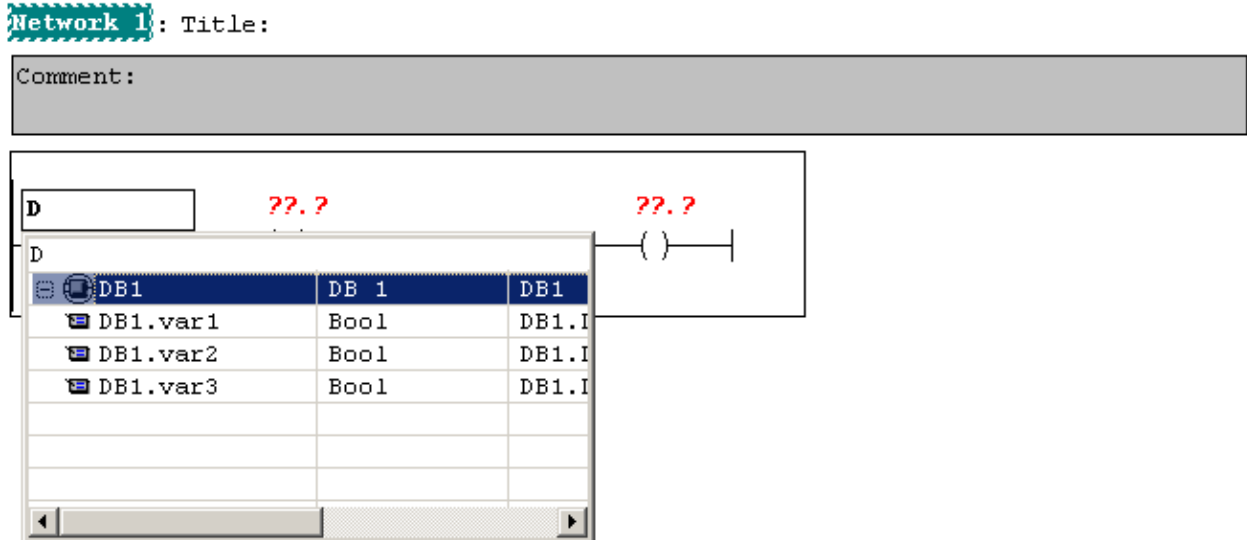 Network 1: Title:
Comment:
D ??.? ??.?
D
DB1 DB 1 DB1
DB1.var1 Bool DB1.
DB1.var2 Bool DB1.
DB1.var3 Bool DB1.